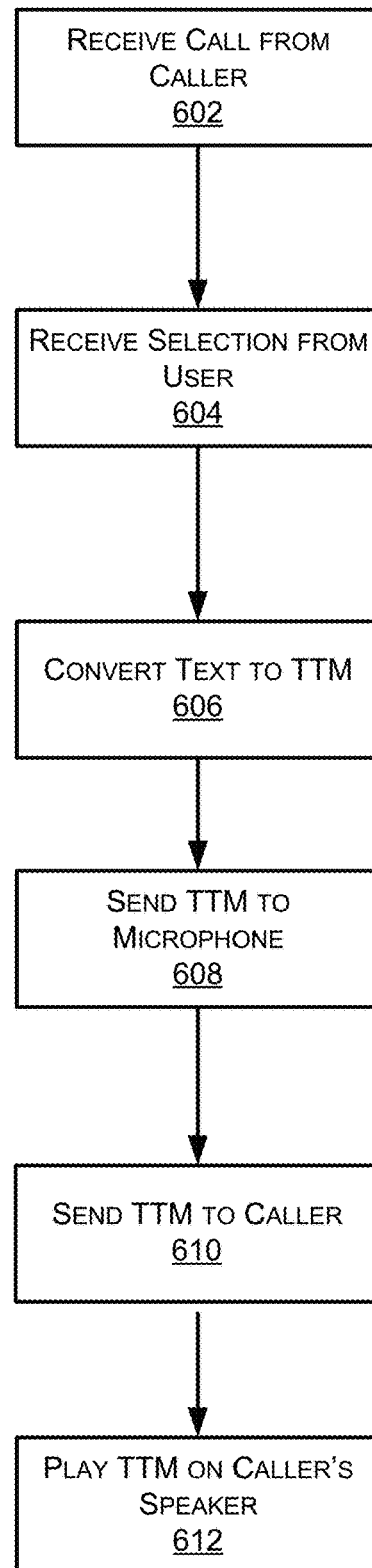 RECEIVE CALL FROM
CALLER
602
RECEIVE SELECTION FROM
USER
604
CONVERT TEXT TO TTM
606
SEND TTM TO
MICROPHONE
608
SEND TTM TO CALLER
610
PLAY TTM ON CALLER'S
SPEAKER
612